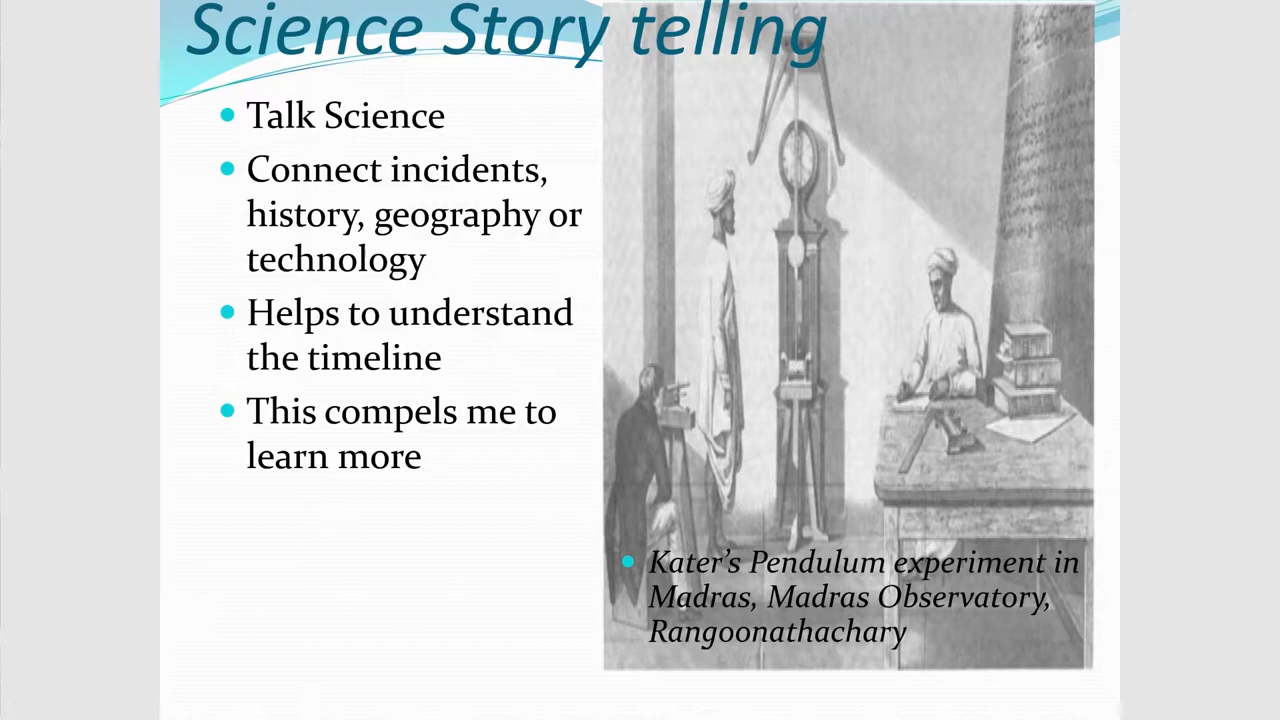 Science Story telling
Talk Science
Connect incidents,
history, geography or
technology
Helps to understand
the timeline
This compels me to
learn more
Kater's Pendulum experiment in
Madras, Madras Observatory,
Rangoonathachary